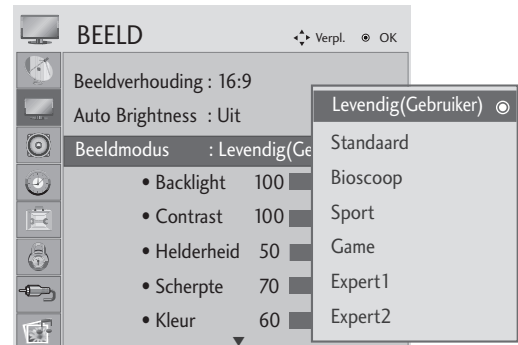 BEELD
Verpl. OK
Beeldverhouding : 16:9
Auto Brightness : Uit
Beeldmodus : Levendig(Ge
• Backlight 100
• Contrast 100
• Helderheid 50
• Scherpte 70
• Kleur 60
Levendig(Gebruiker)
Standaard
Bioscoop
Sport
Game
Expert1
Expert2